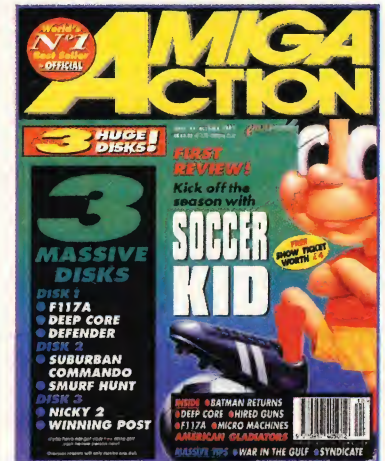 World's
Nº1
Best Seller
- OFFICIAL
AMIGA
ACTION
3 HUGE
DISKS!
FIRST
REVIEW!
Kick off the
season with
SOCCER
KID
FREE
SHOW TICKET
WORTH £4
3
MASSIVE
DISKS
DISK 1
F117A
DEEP CORE
DEFENDER
DISK 2
SUBURBAN
COMMANDO
SMURF HUNT
DISK 3
NICKY 2
WINNING POST
INSIDE BATMAN RETURNS
DEEP CORE HIRED GUNS
F117A MICRO MACHINES
AMERICAN GLADIATORS
MASSIVE TIPS WAR IN THE GULF SYNDICATE